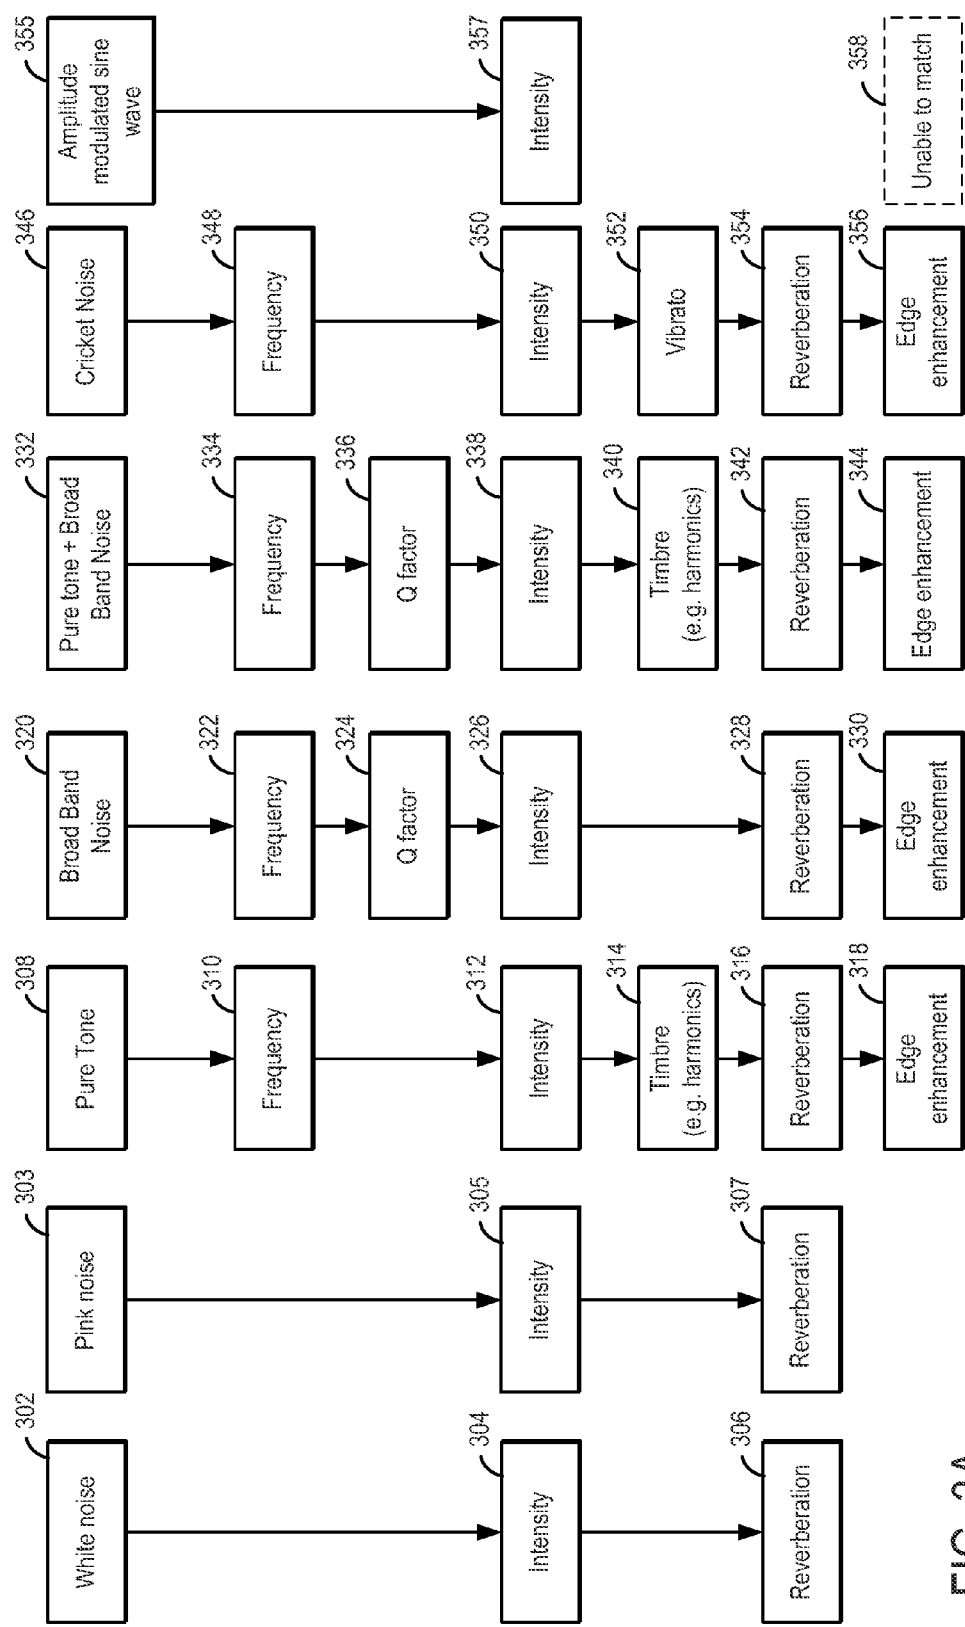 302
White noise
304
Intensity
306
Reverberation
303
Pink noise
305
Intensity
307
Reverberation
308
Pure Tone
310
Frequency
312
Intensity
314
Timbre
(e.g. harmonics)
316
Reverberation
318
Edge
enhancement
320
Broad Band
Noise
322
Frequency
324
Q factor
326
Intensity
328
Reverberation
330
Edge
enhancement
332
Pure tone + Broad
Band Noise
334
Frequency
336
Q factor
338
Intensity
340
Timbre
(e.g. harmonics)
342
Reverberation
344
Edge enhancement
346
Cricket Noise
348
Frequency
350
Intensity
352
Vibrato
354
Reverberation
356
Edge
enhancement
355
Amplitude
modulated sine
wave
357
Intensity
358
Unable to match
FIG.